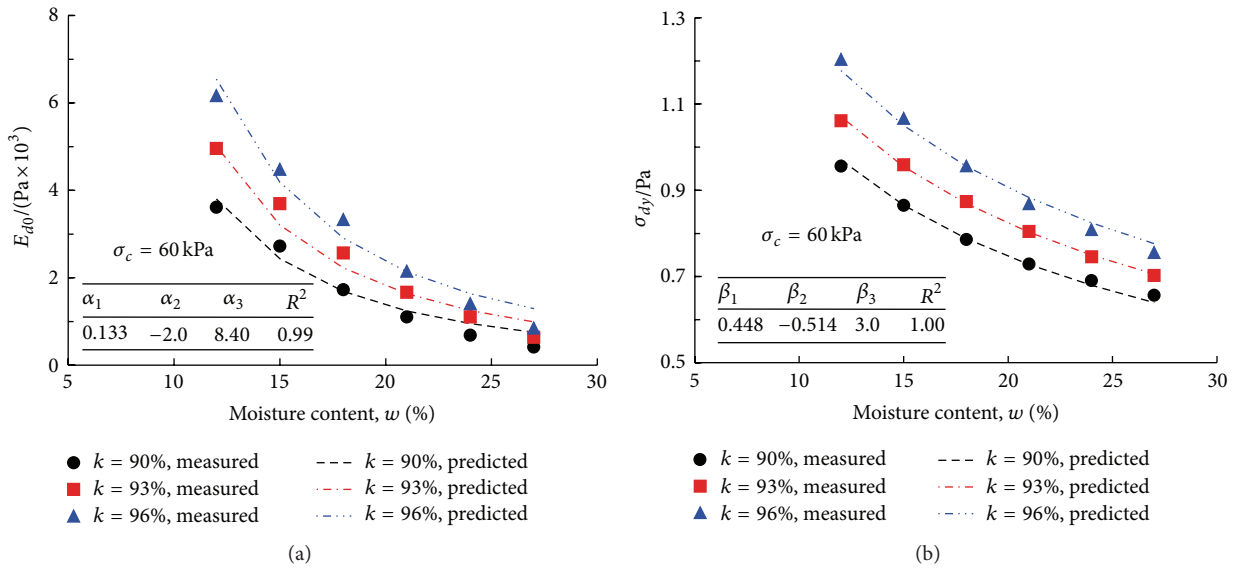 8
6
4
2
0
E_{d0}/(Pa×10^3)
σ_c = 60 kPa
α_1 α_2 α_3 R^2
0.133 −2.0 8.40 0.99
5 10 15 20 25 30
Moisture content, w (%)
k = 90%, measured k = 90%, predicted
k = 93%, measured k = 93%, predicted
k = 96%, measured k = 96%, predicted
(a)
1.3
1.1
0.9
0.7
0.5
σ_{dy}/Pa
σ_c = 60 kPa
β_1 β_2 β_3 R^2
0.448 −0.514 3.0 1.00
5 10 15 20 25 30
Moisture content, w (%)
k = 90%, measured k = 90%, predicted
k = 93%, measured k = 93%, predicted
k = 96%, measured k = 96%, predicted
(b)